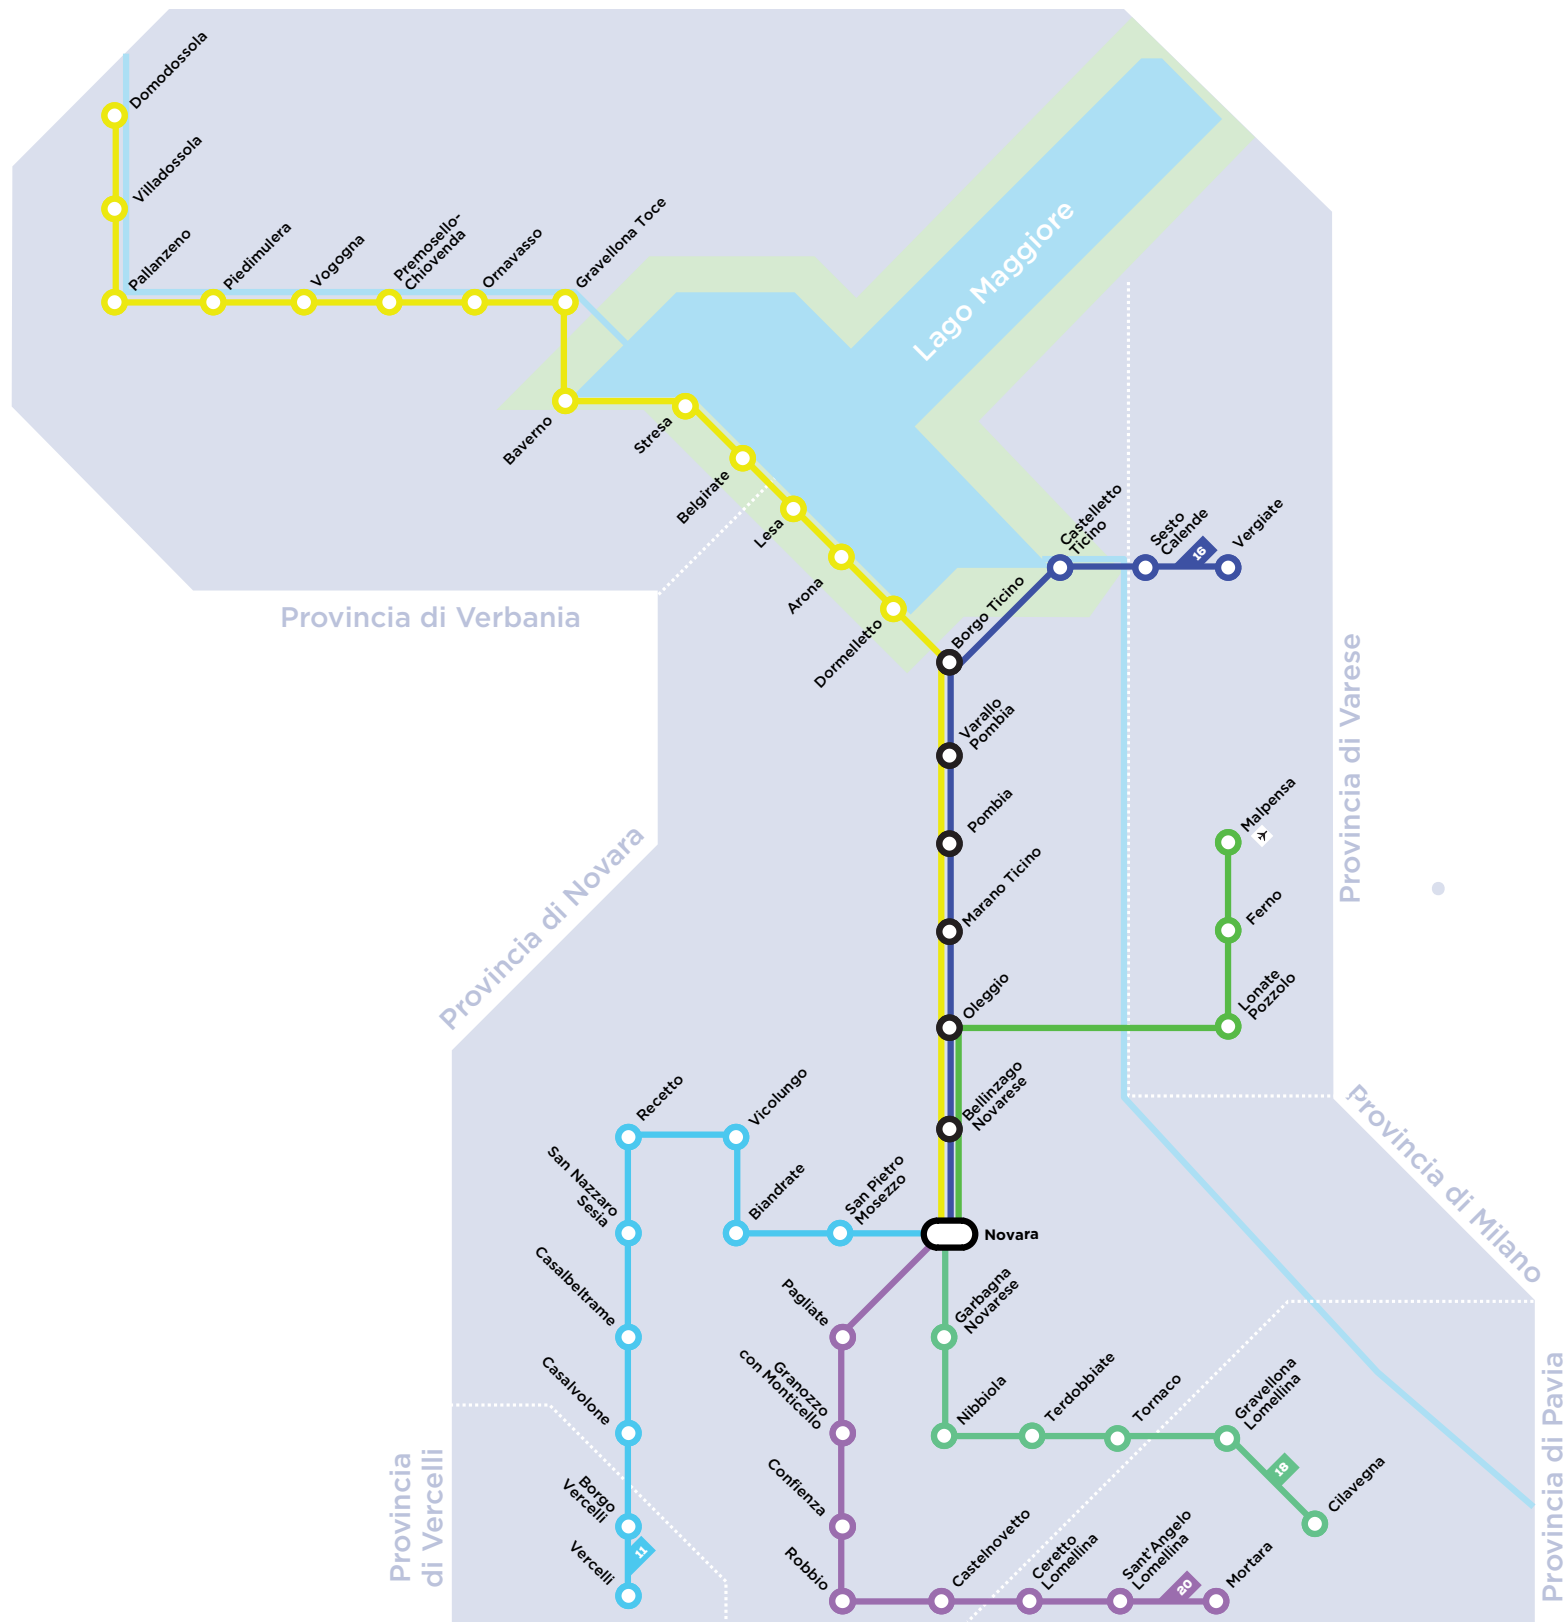 Domodossola
Villadossola
Pallanzeno
Piedimulera
Vogogna
Premosello-
Chiovenda
Ornavasso
Gravellona Toce
Lago Maggiore
Baverno
Stresa
Belgirate
Lesa
Arona
Dormelletto
Borgo Ticino
Castelletto
Ticino
Sesto
Calende
16
Vergiate
Provincia di Verbania
Provincia di Varese
Varallo
Pombia
Pombia
Marano Ticino
Oleggio
Malpensa
Ferno
Lonate
Pozzolo
Provincia di Novara
Bellinzago
Novarese
Recetto
Vicolungo
San Nazzaro
Sesia
Biandrate
San Pietro
Mosezzo
Novara
Provincia di Milano
Casalbeltrame
Pagliate
Garbagna
Novarese
Casalvolone
Granozzo
con Monticello
Nibbiola
Terdobbiate
Tornaco
Gravellona
Lomellina
18
Cilavegna
Provincia
di Vercelli
Borgo
Vercelli
11
Vercelli
Confienza
Robbio
Castelnovetto
Ceretto
Lomellina
Sant'Angelo
Lomellina
20
Mortara
Provincia di Pavia